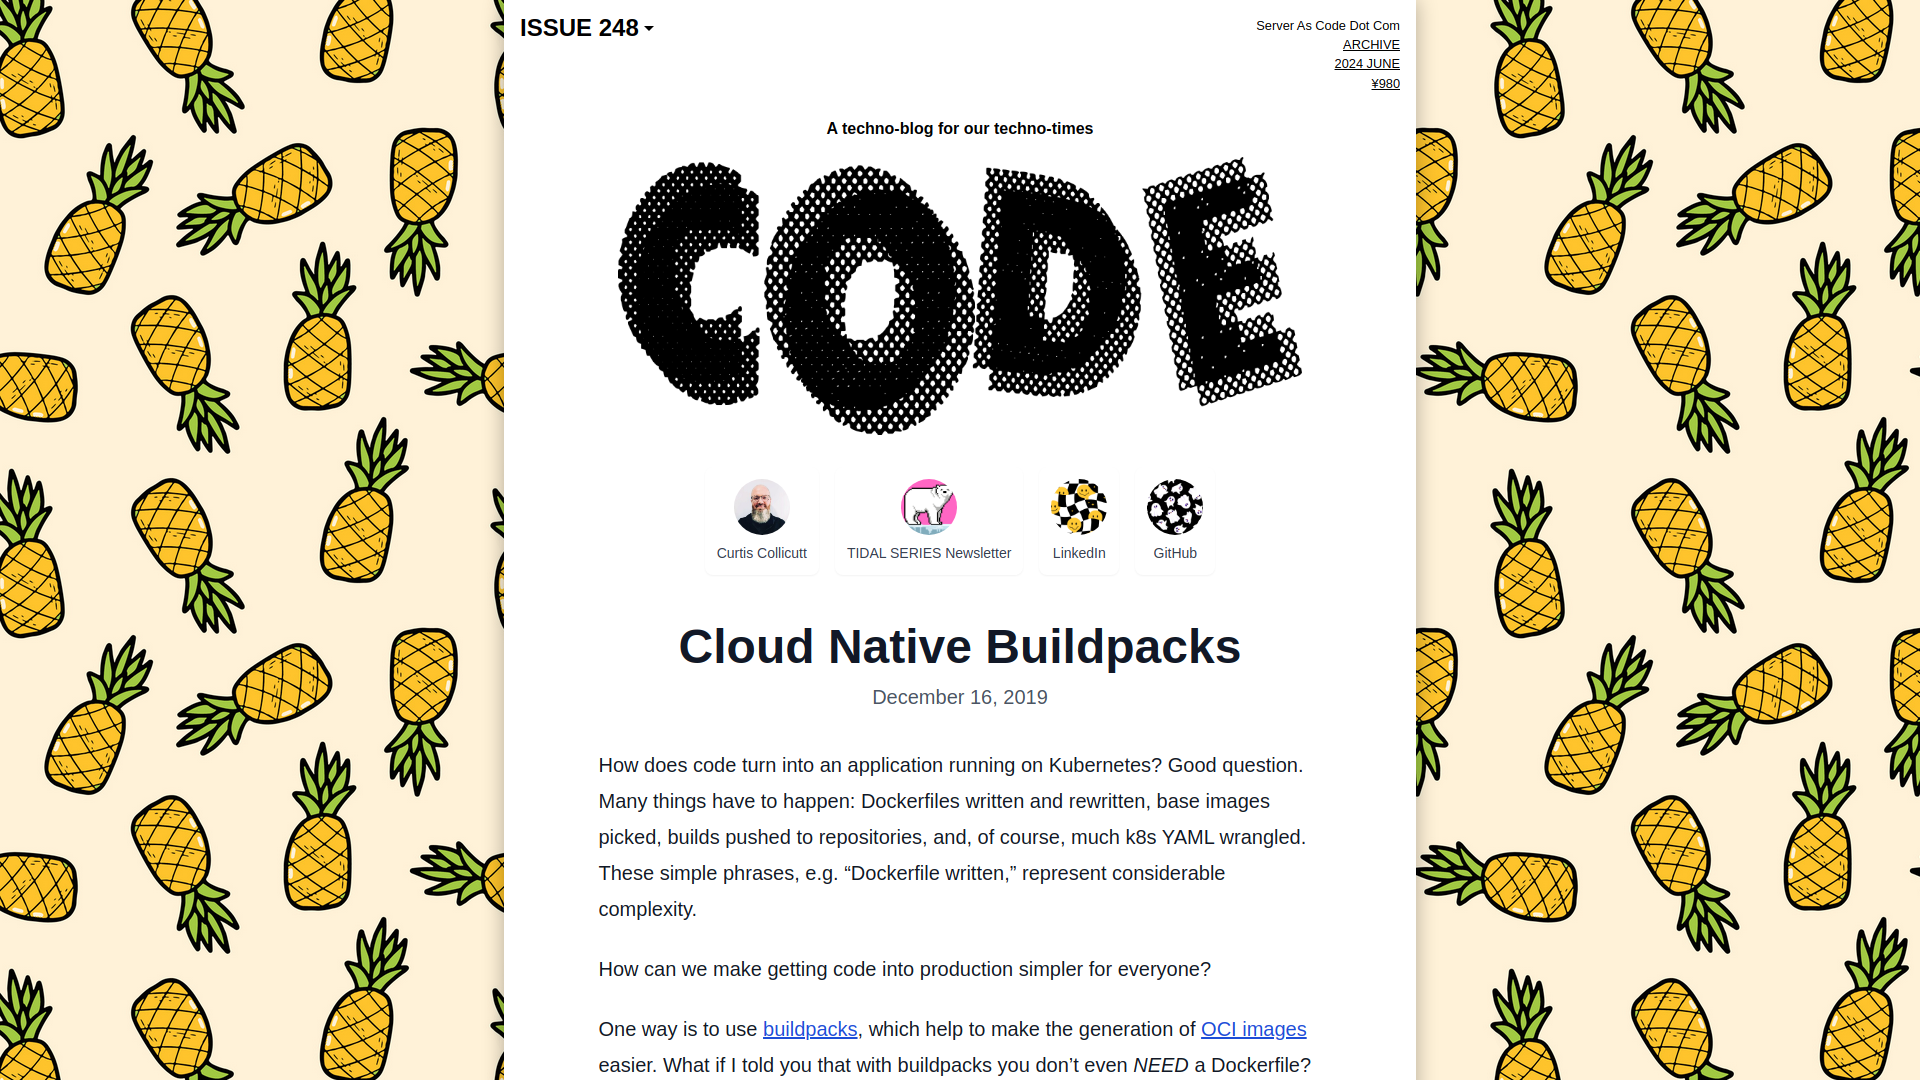 ISSUE 248
Server As Code Dot Com
ARCHIVE
2024 JUNE
¥980
A techno-blog for our techno-times
CODE
Curtis Collicutt
TIDAL SERIES Newsletter
LinkedIn
GitHub
Cloud Native Buildpacks
December 16, 2019
How does code turn into an application running on Kubernetes? Good question.
Many things have to happen: Dockerfiles written and rewritten, base images
picked, builds pushed to repositories, and, of course, much k8s YAML wrangled.
These simple phrases, e.g. “Dockerfile written,” represent considerable
complexity.
How can we make getting code into production simpler for everyone?
One way is to use buildpacks, which help to make the generation of OCI images
easier. What if I told you that with buildpacks you don’t even NEED a Dockerfile?